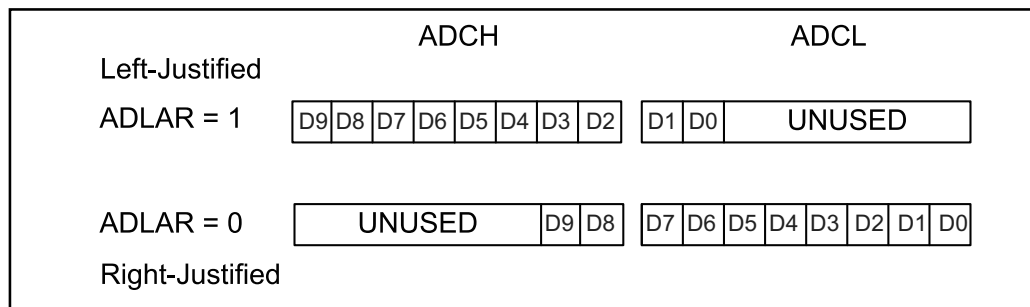 ADCH ADCL
Left-Justified
ADLAR = 1 D9 D8 D7 D6 D5 D4 D3 D2 D1 D0 UNUSED
ADLAR = 0 UNUSED D9 D8 D7 D6 D5 D4 D3 D2 D1 D0
Right-Justified